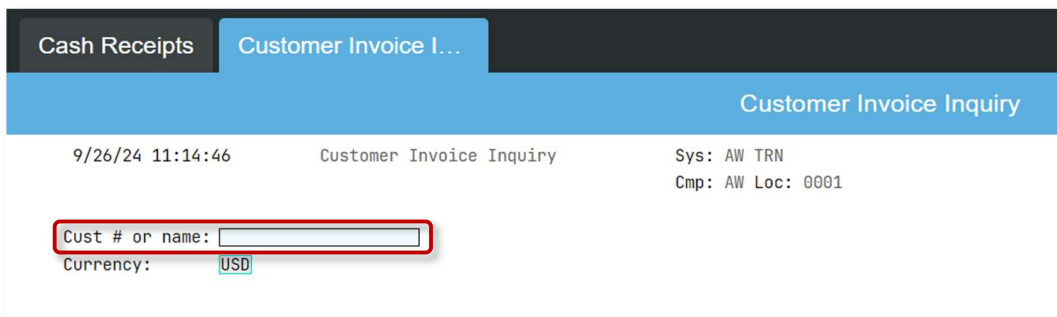 Cash Receipts Customer Invoice I...
Customer Invoice Inquiry
9/26/24 11:14:46 Customer Invoice Inquiry Sys: AW TRN
Cmp: AW Loc: 0001
Cust # or name:
Currency: USD